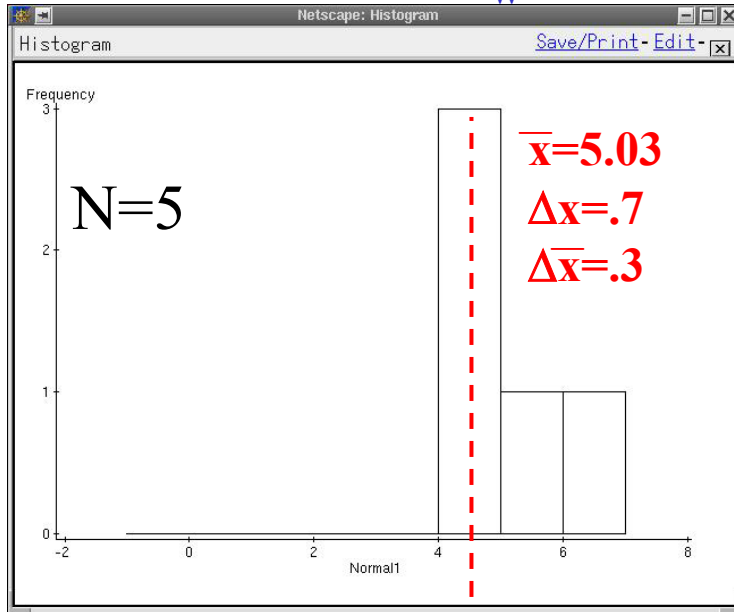 Netscape: Histogram
Histogram Save/Print - Edit -
Frequency
3
x̅=5.03
N=5
Δx=.7
2
Δx̅=.3
1
0
-2 0 2 4 6 8
Normal1